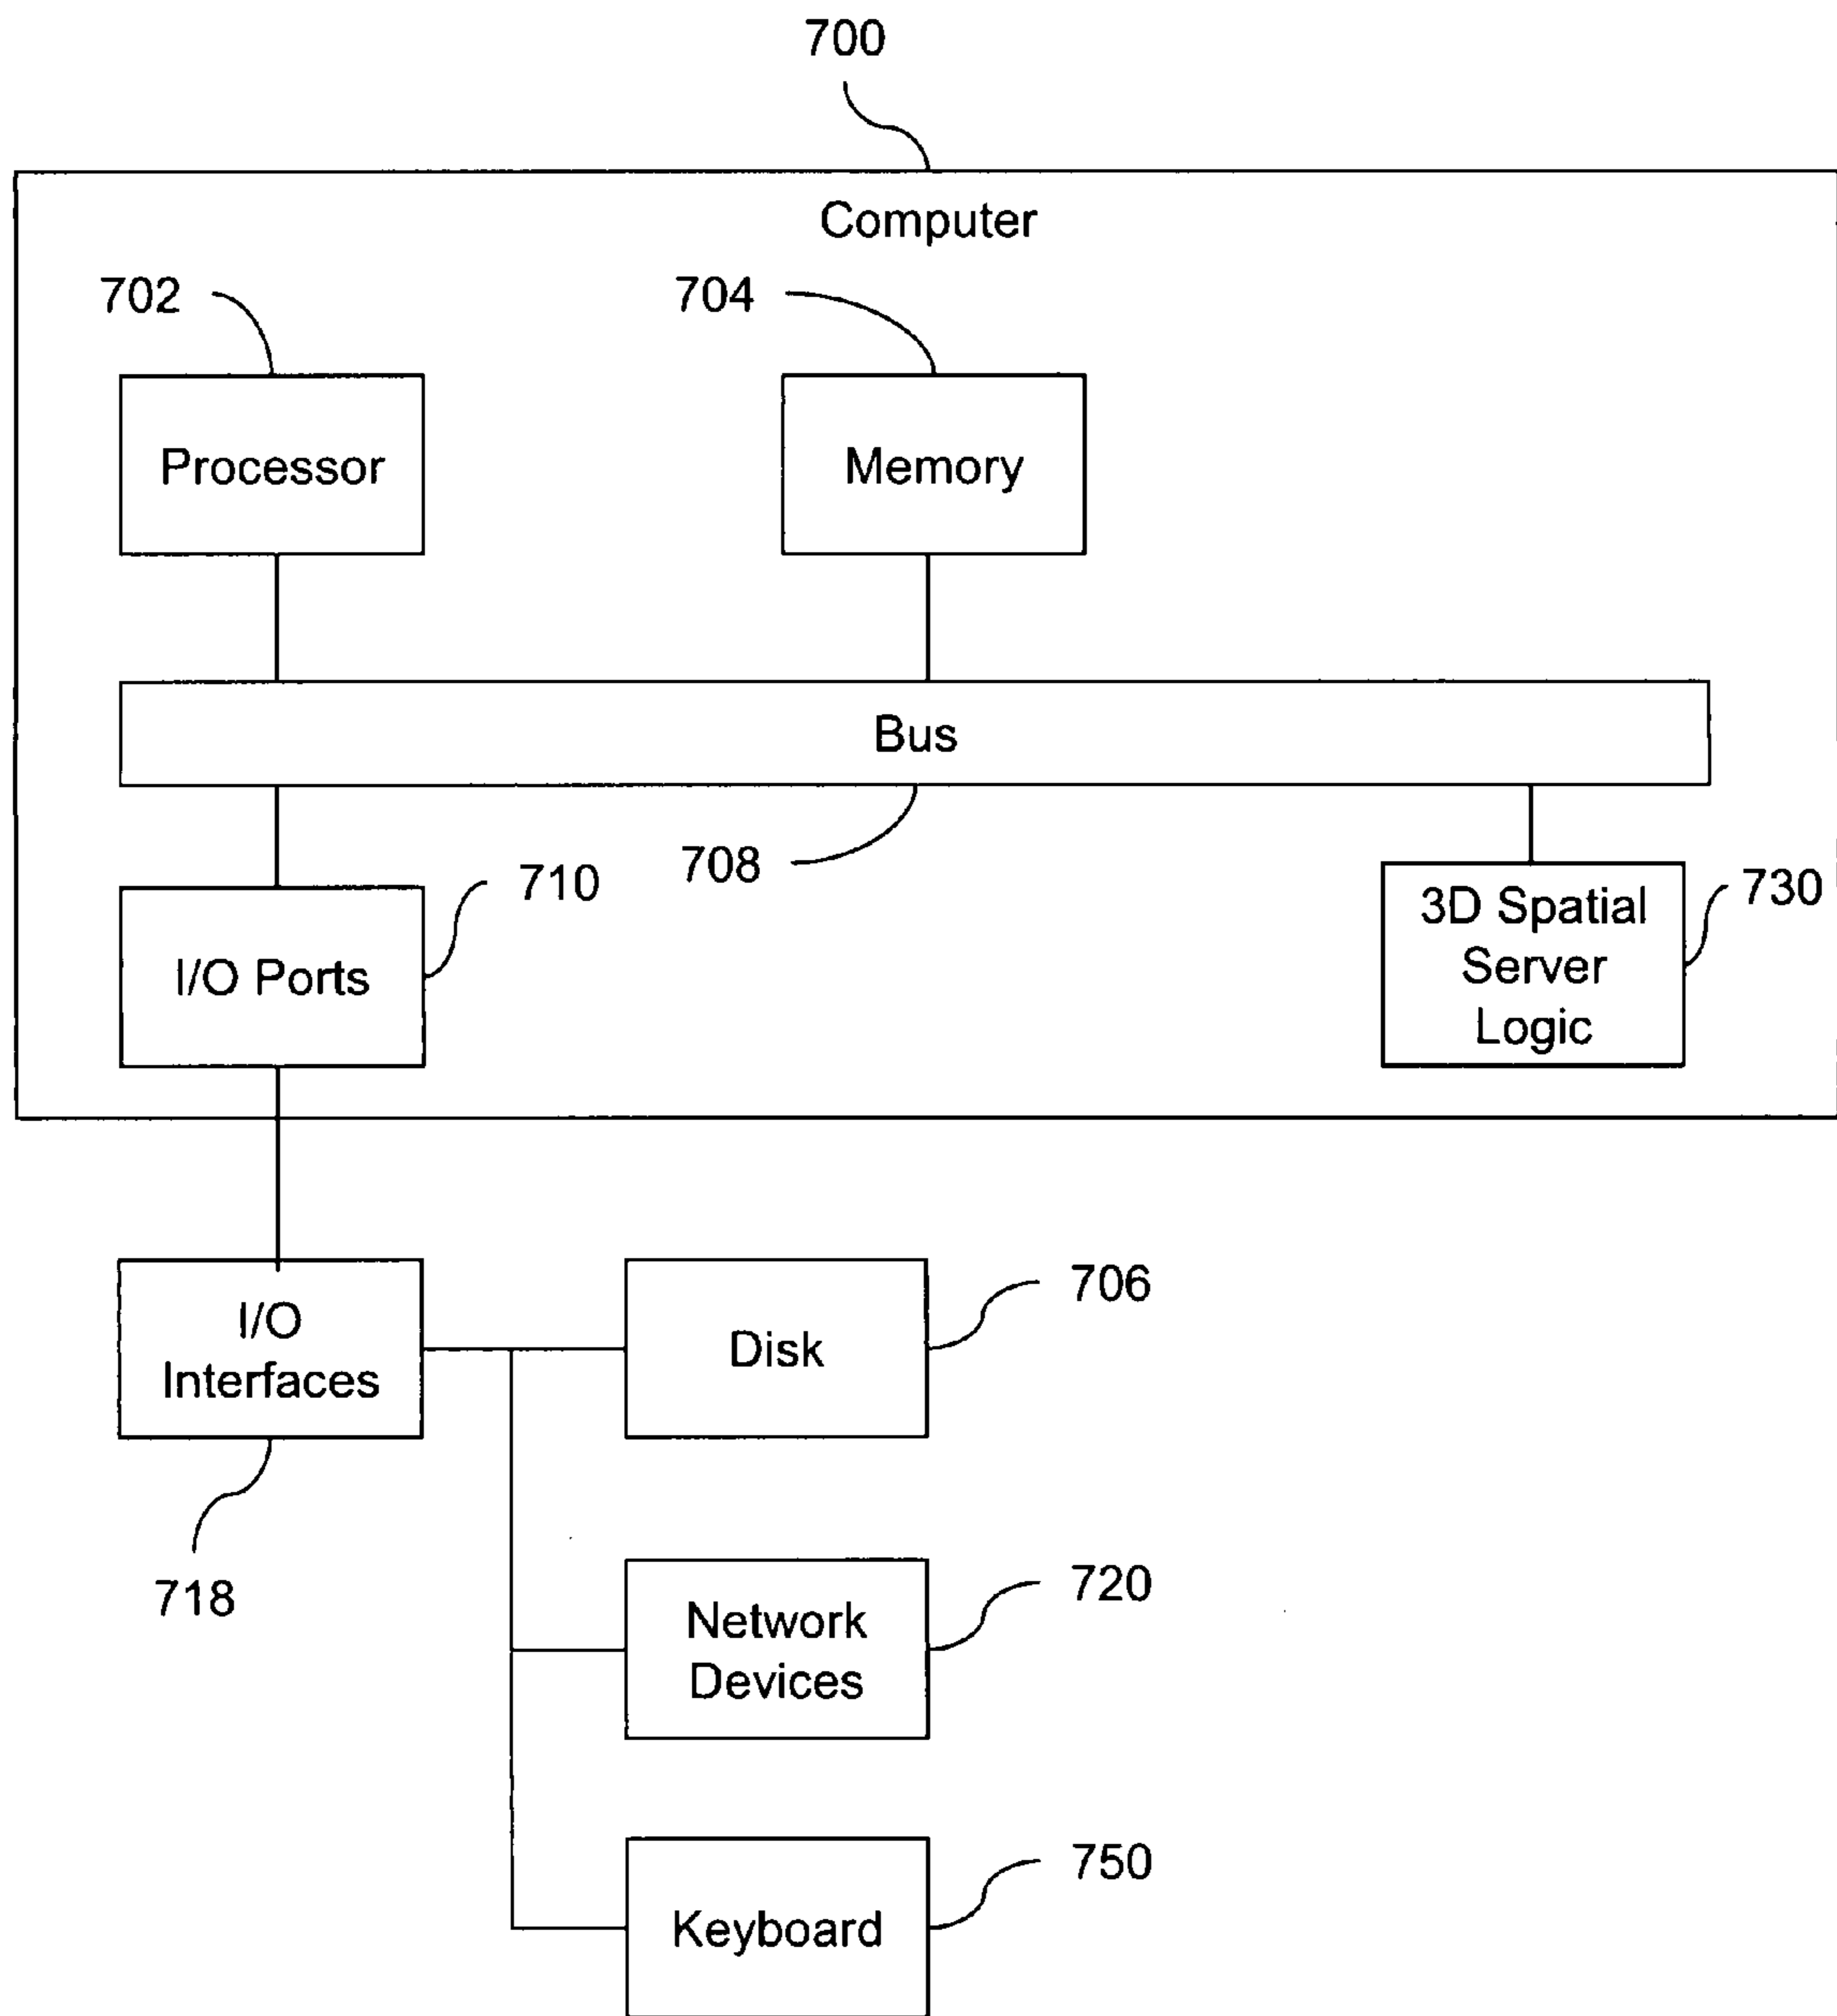 700
Computer
702
704
Processor
Memory
Bus
708
710
730
I/O Ports
3D Spatial
Server
Logic
I/O
Interfaces
718
Disk
706
Network
Devices
720
Keyboard
750